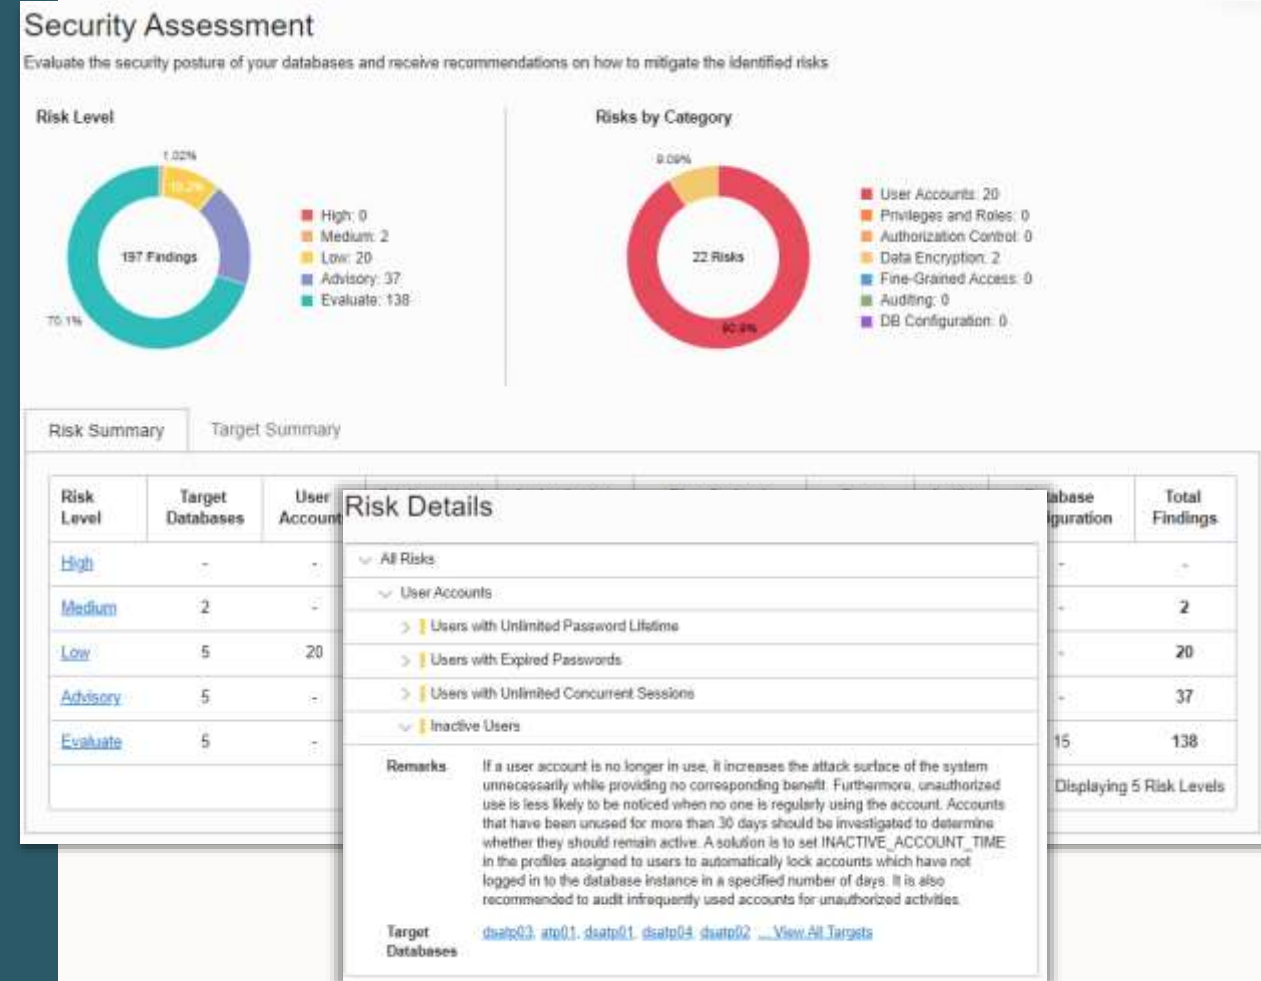 Security Assessment
Evaluate the security posture of your databases and receive recommendations on how to mitigate the identified risks
Risk Level
1.02%
10.2%
197 Findings
70.1%
High: 0
Medium: 2
Low: 20
Advisory: 37
Evaluate: 138
Risks by Category
9.09%
22 Risks
90.9%
User Accounts: 20
Privileges and Roles: 0
Authorization Control: 0
Data Encryption: 2
Fine-Grained Access: 0
Auditing: 0
DB Configuration: 0
Risk Summary Target Summary
Risk Level Target Databases User Account abase iguration Total Findings
High - - - -
Medium 2 - - 2
Low 5 20 - 20
Advisory 5 - - 37
Evaluate 5 - 15 138
Displaying 5 Risk Levels
Risk Details
All Risks
User Accounts
Users with Unlimited Password Lifetime
Users with Expired Passwords
Users with Unlimited Concurrent Sessions
Inactive Users
Remarks
If a user account is no longer in use, it increases the attack surface of the system
unnecessarily while providing no corresponding benefit. Furthermore, unauthorized
use is less likely to be noticed when no one is regularly using the account. Accounts
that have been unused for more than 30 days should be investigated to determine
whether they should remain active. A solution is to set INACTIVE_ACCOUNT_TIME
in the profiles assigned to users to automatically lock accounts which have not
logged in to the database instance in a specified number of days. It is also
recommended to audit infrequently used accounts for unauthorized activities.
Target Databases
dsatp03, atp01, dsatp01, dsatp04, dsatp02 ... View All Targets